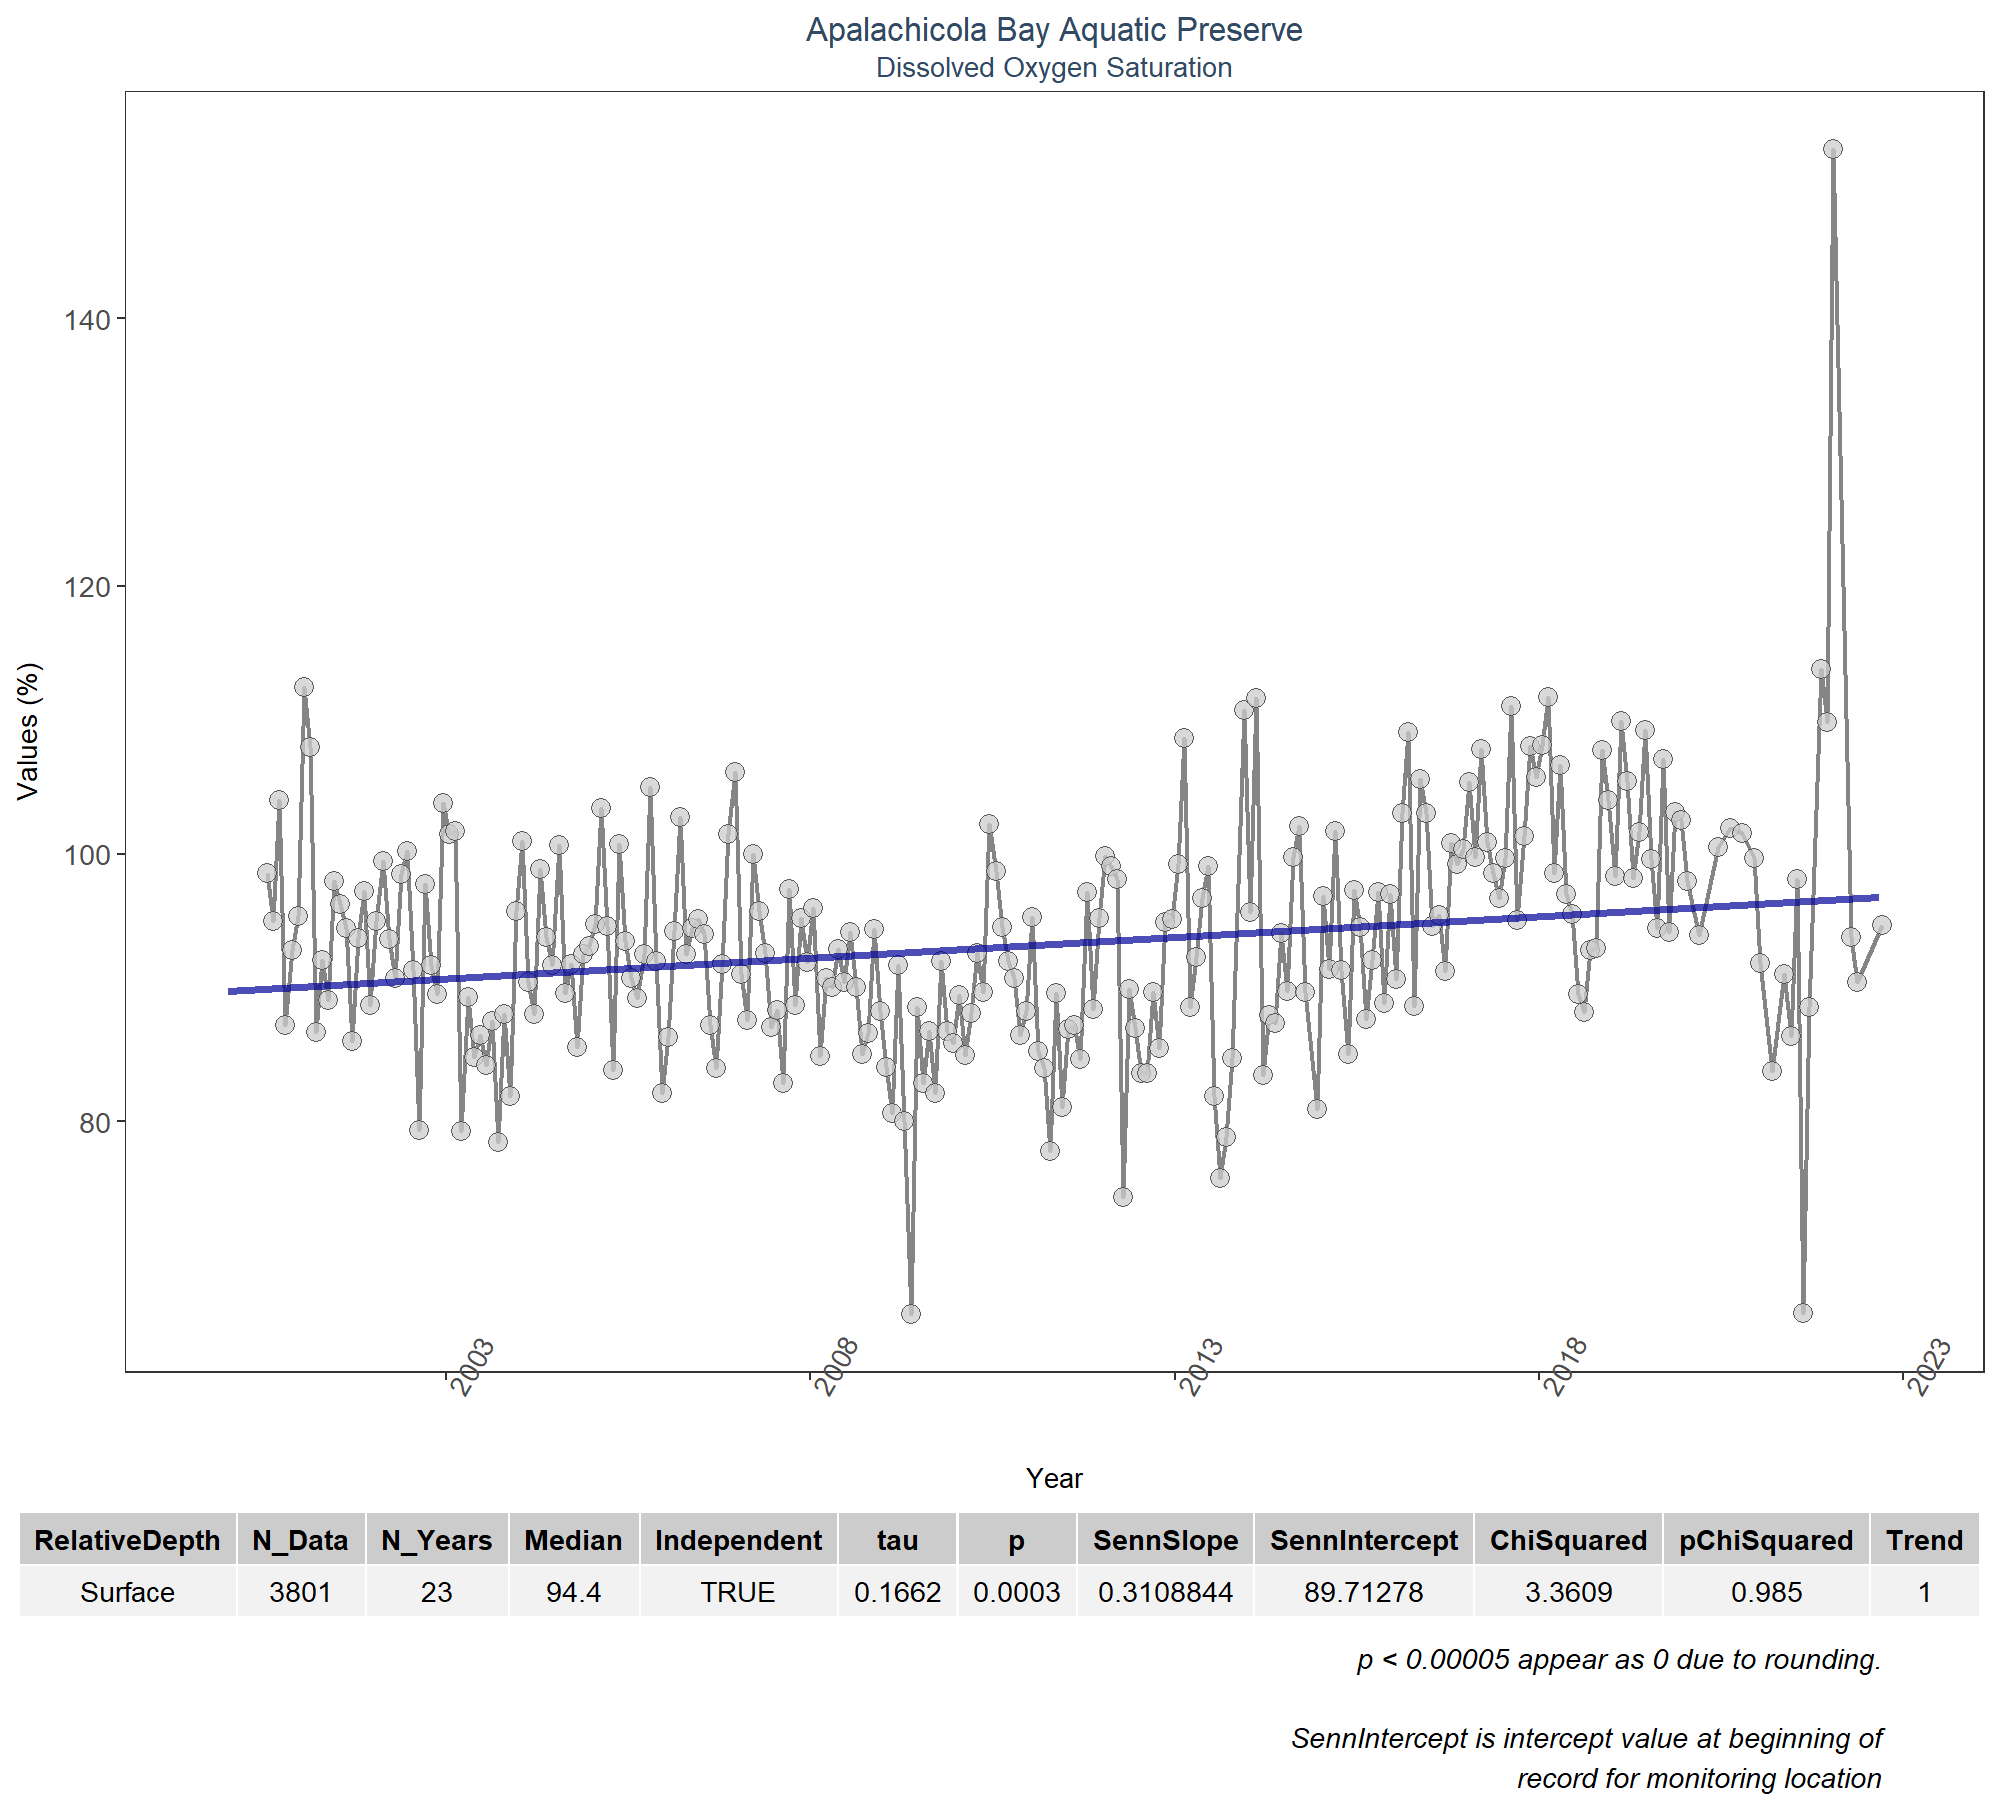 Apalachicola Bay Aquatic Preserve
Dissolved Oxygen Saturation
Values (%)
140
120
100
80
2003 2008 2013 2018 2023
Year
RelativeDepth N_Data N_Years Median Independent tau p SennSlope SennIntercept ChiSquared pChiSquared Trend
Surface 3801 23 94.4 TRUE 0.1662 0.0003 0.3108844 89.71278 3.3609 0.985 1
p < 0.00005 appear as 0 due to rounding.
SennIntercept is intercept value at beginning of
record for monitoring location